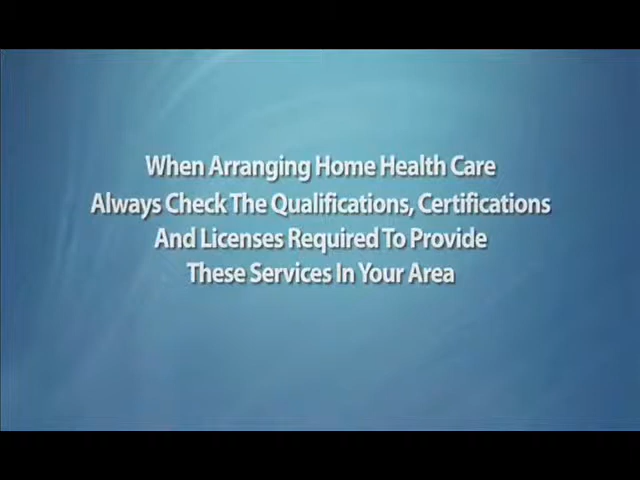 When Arranging Home Health Care
Always Check The Qualifications, Certifications
And Licenses Required To Provide
These Services In Your Area